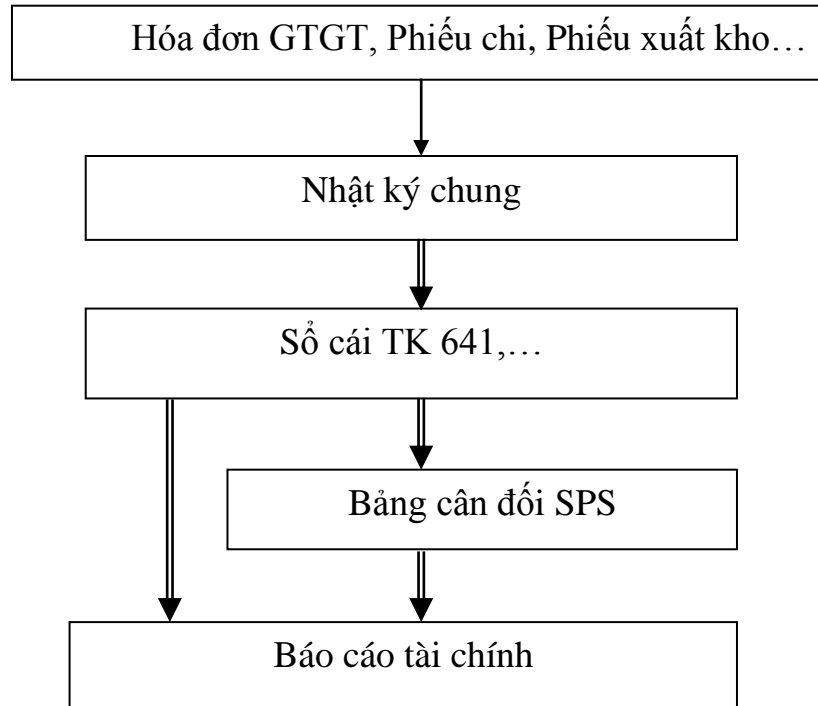 Hóa đơn GTGT, Phiếu chi, Phiếu xuất kho…
Nhật ký chung
Sổ cái TK 641,…
Bảng cân đối SPS
Báo cáo tài chính